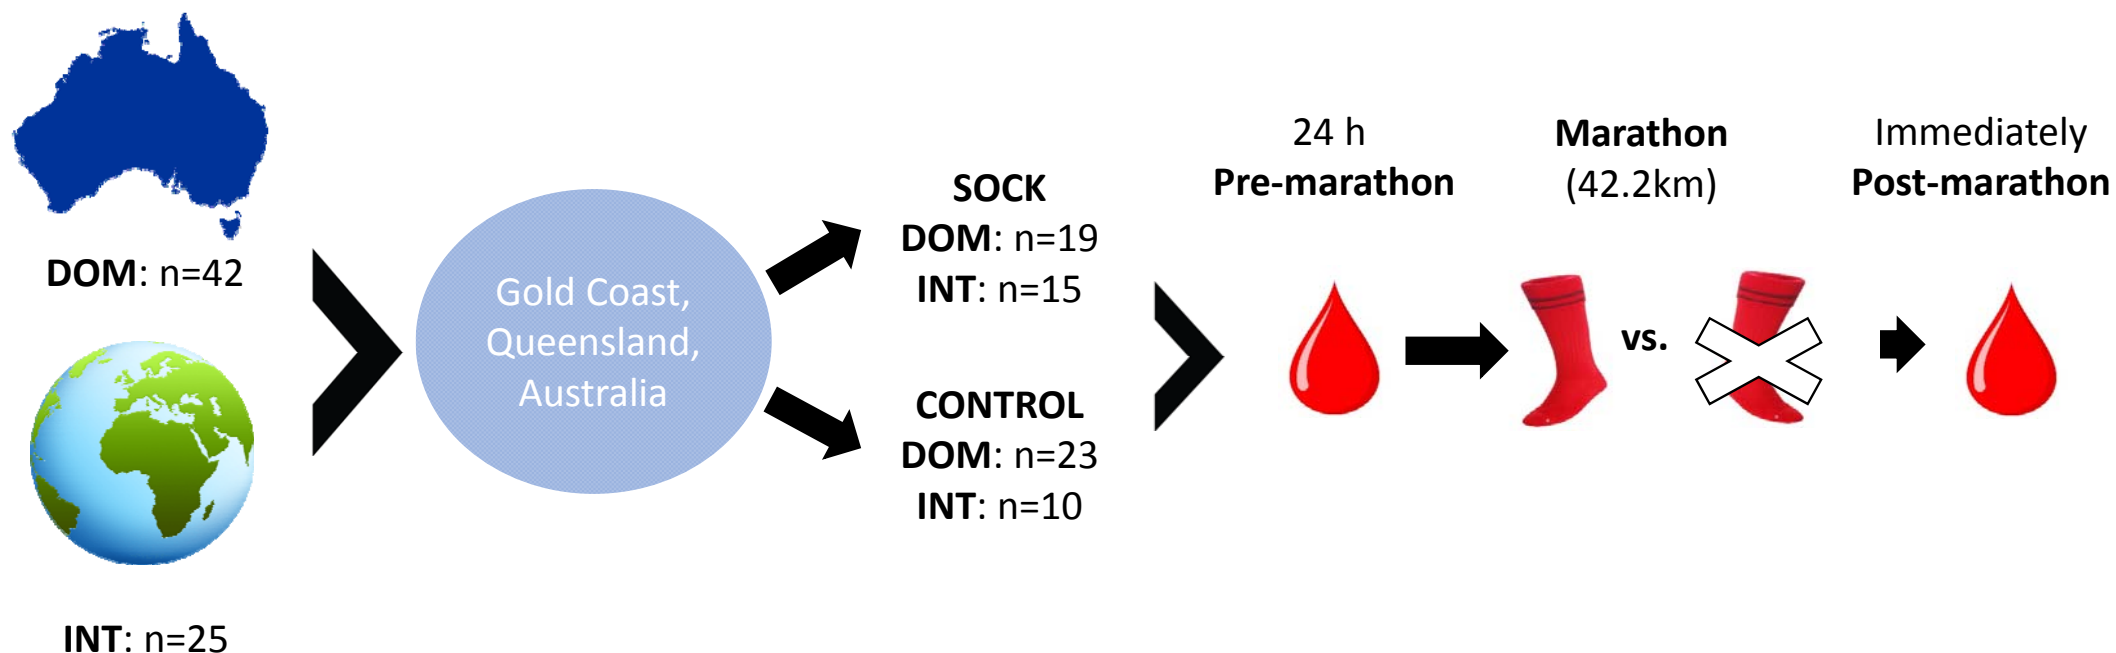 DOM: n=42
INT: n=25
Gold Coast,
Queensland,
Australia
SOCK
DOM: n=19
INT: n=15
CONTROL
DOM: n=23
INT: n=10
24 h
Pre-marathon
Marathon
(42.2km)
vs.
Immediately
Post-marathon